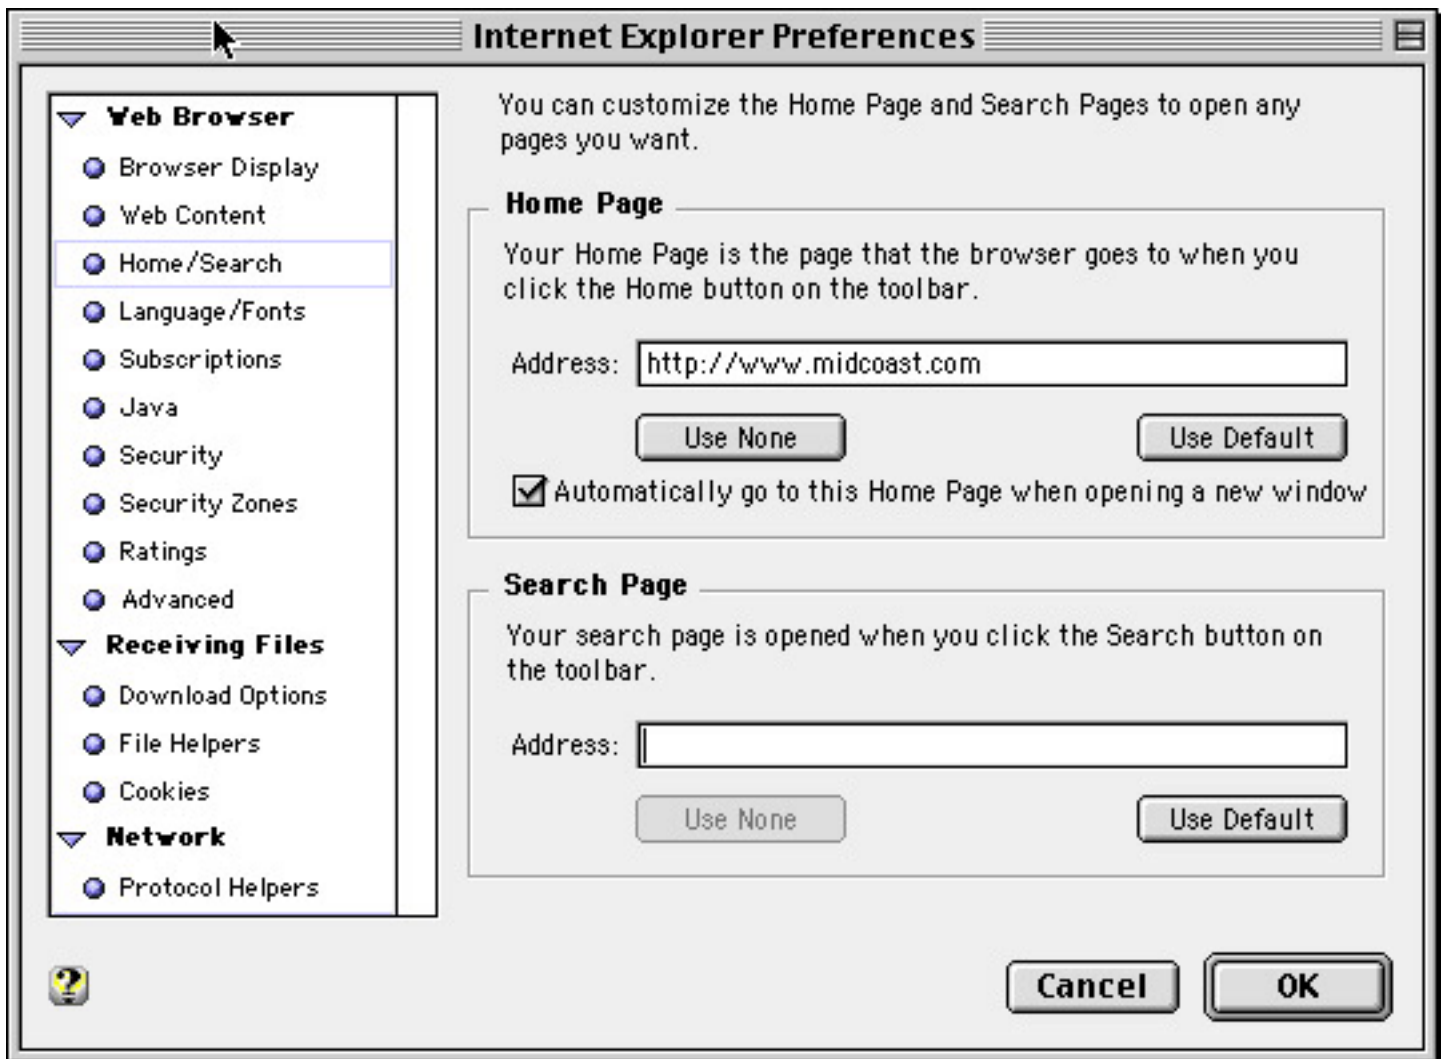 Internet Explorer Preferences
Web Browser
Browser Display
Web Content
Home/Search
Language/Fonts
Subscriptions
Java
Security
Security Zones
Ratings
Advanced
Receiving Files
Download Options
File Helpers
Cookies
Network
Protocol Helpers
You can customize the Home Page and Search Pages to open any
pages you want.
Home Page
Your Home Page is the page that the browser goes to when you
click the Home button on the toolbar.
Address: http://www.midcoast.com
Use None Use Default
Automatically go to this Home Page when opening a new window
Search Page
Your search page is opened when you click the Search button on
the toolbar.
Address:
Use None Use Default
?
Cancel OK